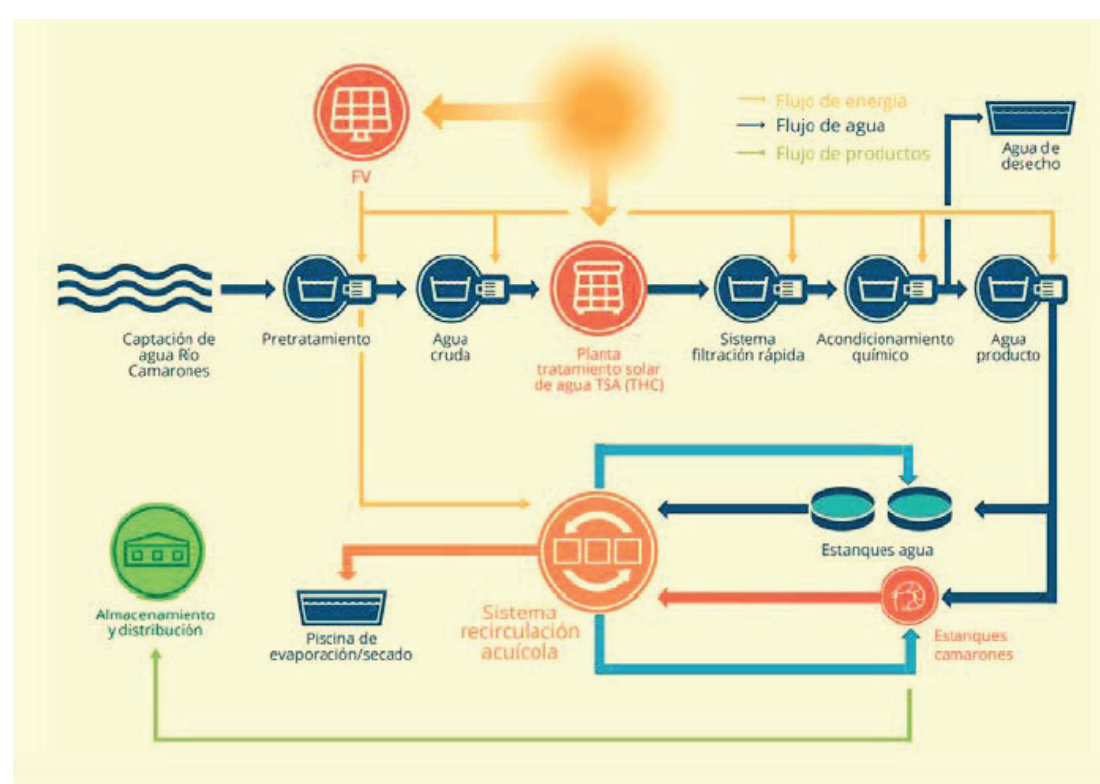 Flujo de energía
Flujo de agua
Flujo de productos
Agua de
desecho
FV
Captación de
agua Río
Camarones
Pretratamiento
Agua
cruda
Planta
tratamiento solar
de agua TSA (THC)
Sistema
filtración rápida
Acondicionamiento
químico
Agua
producto
Estanques agua
Almacenamiento
y distribución
Piscina de
evaporación/secado
Sistema
recirculación
acuícola
Estanques
camarones